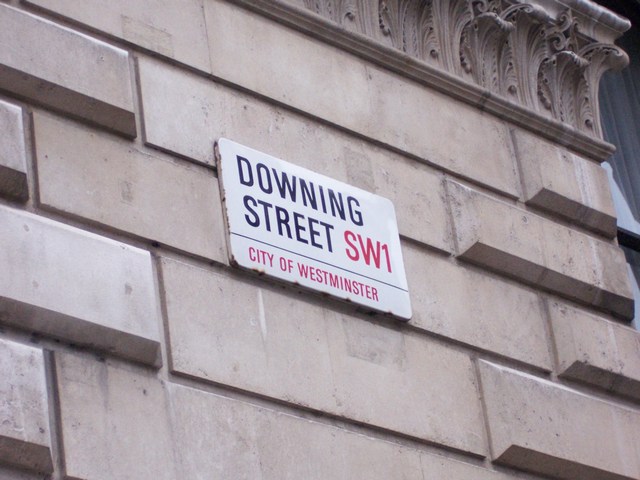 DOWNING
STREET SW1
CITY OF WESTMINSTER